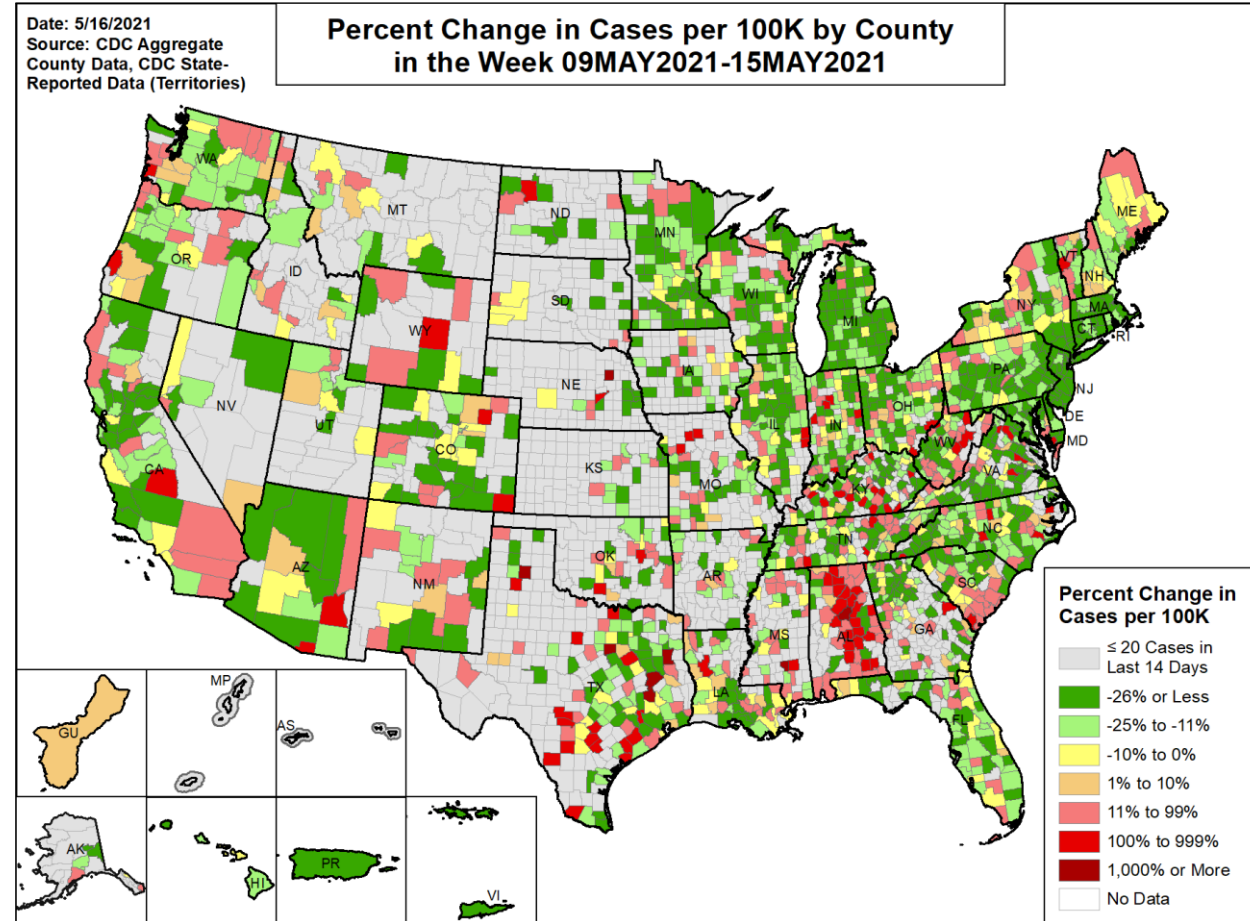 Date: 5/16/2021
Source: CDC Aggregate
County Data, CDC State-
Reported Data (Territories)
Percent Change in Cases per 100K by County
in the Week 09MAY2021-15MAY2021
WA
MT
ND
MN
ME
OR
ID
SD
WI
MI
NY
VT
NH
MA
CT
RI
WY
NE
IA
PA
NJ
NV
UT
CO
IL
IN
OH
DE
MD
WV
VA
CA
KS
MO
KY
AZ
NM
OK
AR
TN
NC
SC
MS
AL
GA
TX
LA
FL
GU
MP
AS
AK
HI
PR
VI
Percent Change in
Cases per 100K
≤ 20 Cases in
Last 14 Days
-26% or Less
-25% to -11%
-10% to 0%
1% to 10%
11% to 99%
100% to 999%
1,000% or More
No Data